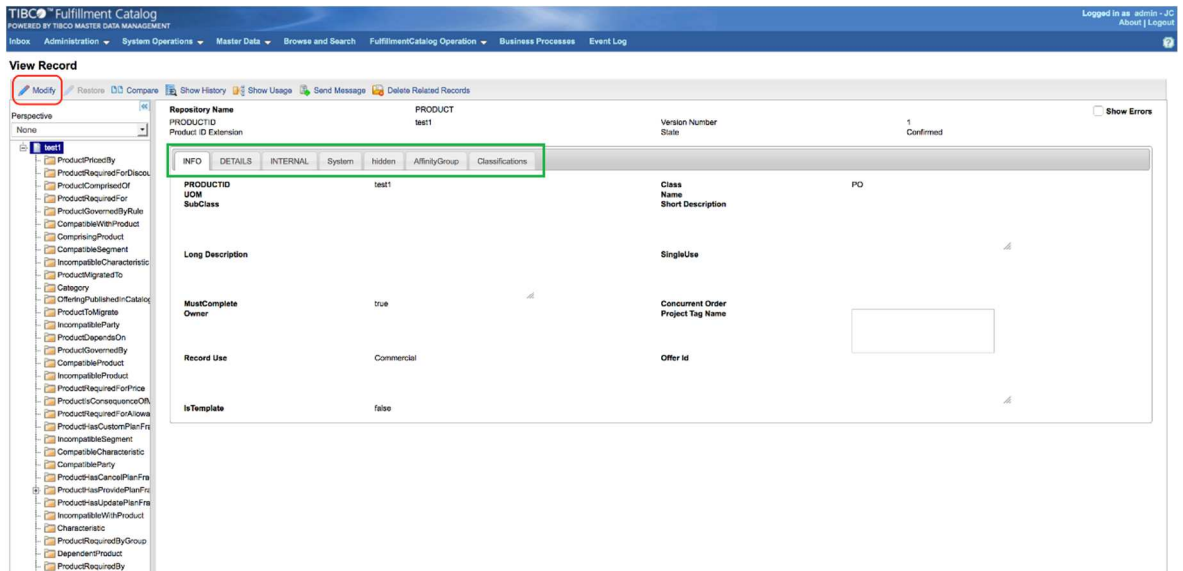 TIBCO™ Fulfillment Catalog
POWERED BY TIBCO MASTER DATA MANAGEMENT
Logged in as admin - JC
About | Logout
Inbox Administration System Operations Master Data Browse and Search FulfillmentCatalog Operation Business Processes Event Log
View Record
Modify Restore Compare Show History Show Usage Send Message Delete Related Records
Perspective
None
test1
ProductPricedBy
ProductRequiredForDiscou
ProductComprisedOf
ProductRequiredFor
ProductGovernedByRule
CompatibleWithProduct
ComprisingProduct
CompatibleSegment
IncompatibleCharacteristic
ProductMigratedTo
Category
OfferingPublishedInCatalog
ProductToMigrate
IncompatibleParty
ProductDependsOn
ProductGovernedBy
CompatibleProduct
IncompatibleProduct
ProductRequiredForPrice
ProductIsConsequenceOfM
ProductRequiredForAllowa
ProductHasCustomPlanFra
IncompatibleSegment
CompatibleCharacteristic
CompatibleParty
ProductHasCancelPlanFra
ProductHasProvidePlanFra
ProductHasUpdatePlanFra
IncompatibleWithProduct
Characteristic
ProductRequiredByGroup
DependentProduct
ProductRequiredBy
Repository Name PRODUCT Show Errors
PRODUCTID test1 Version Number 1
Product ID Extension State Confirmed
INFO DETAILS INTERNAL System hidden AffinityGroup Classifications
PRODUCTID test1 Class PO
UOM Name
SubClass Short Description
Long Description SingleUse
MustComplete true Concurrent Order
Owner Project Tag Name
Record Use Commercial Offer Id
IsTemplate false